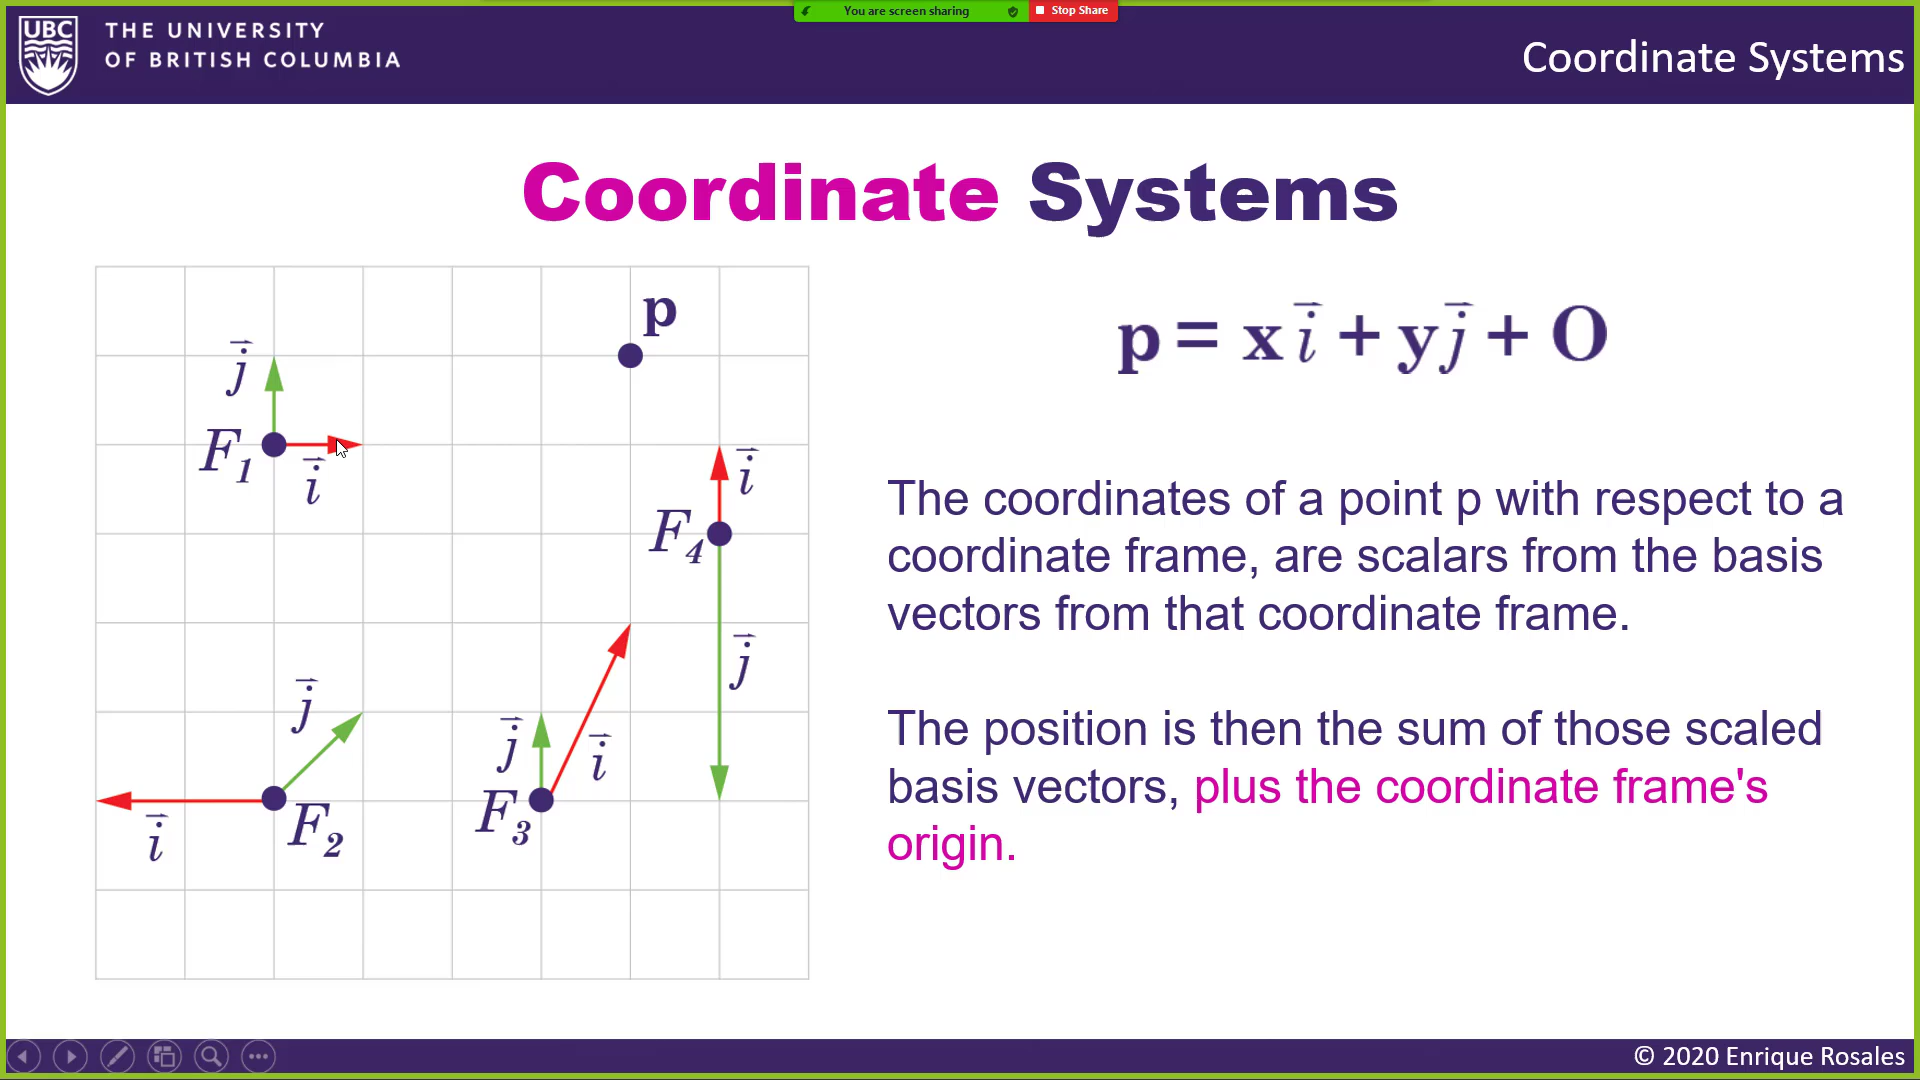 You are screen sharing
Stop Share
UBC
THE UNIVERSITY
OF BRITISH COLUMBIA
Coordinate Systems
Coordinate Systems
p
j⃗
F₁
i⃗
i⃗
F₄
j⃗
j⃗
j⃗
i⃗
F₃
F₂
i⃗
p = x i⃗ + y j⃗ + O
The coordinates of a point p with respect to a
coordinate frame, are scalars from the basis
vectors from that coordinate frame.
The position is then the sum of those scaled
basis vectors, plus the coordinate frame's
origin.
© 2020 Enrique Rosales